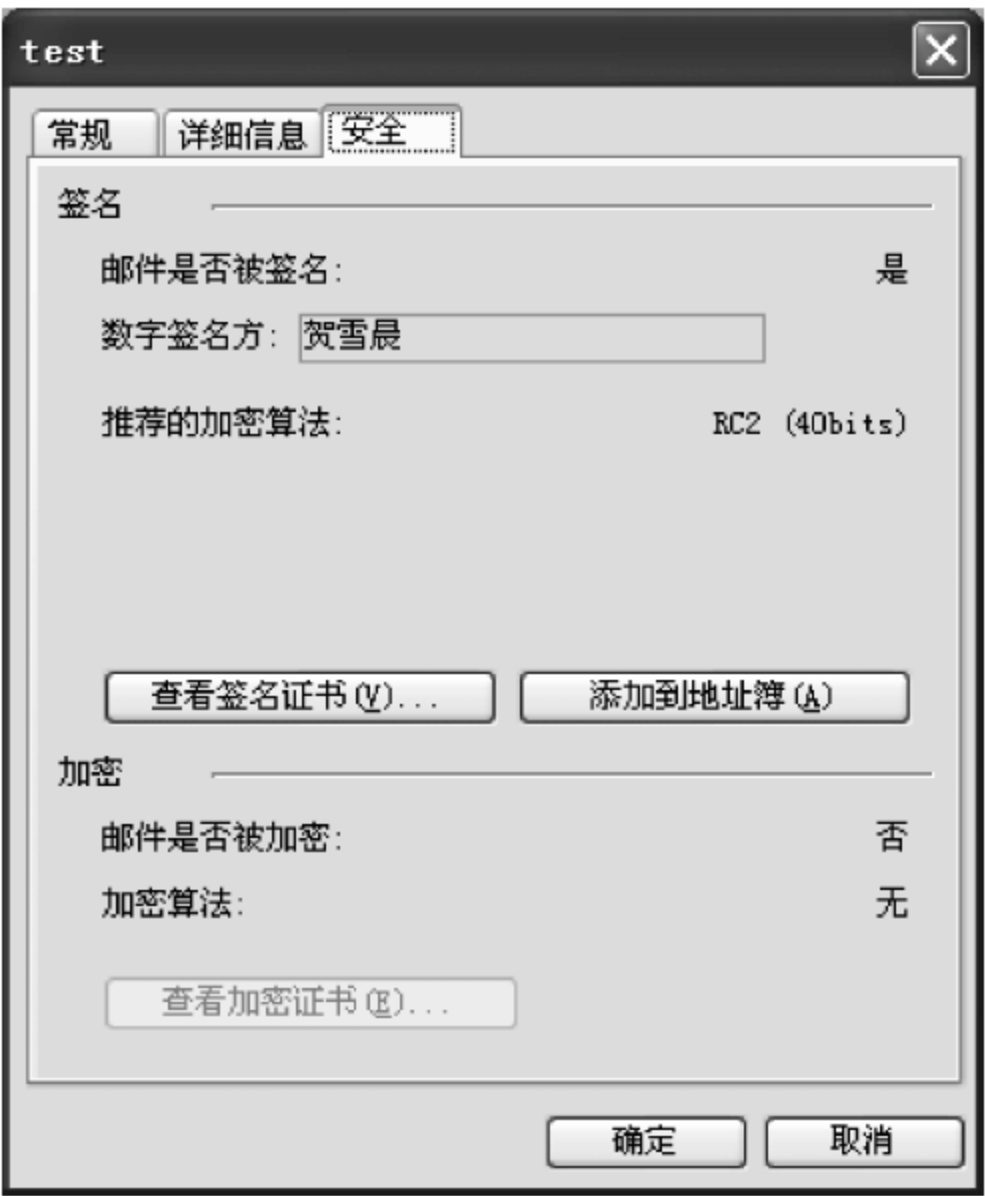 test
常规 详细信息 安全
签名
邮件是否被签名: 是
数字签名方: 贺雪晨
推荐的加密算法: RC2 (40bits)
查看签名证书(V)... 添加到地址簿(A)
加密
邮件是否被加密: 否
加密算法: 无
查看加密证书(E)...
确定 取消